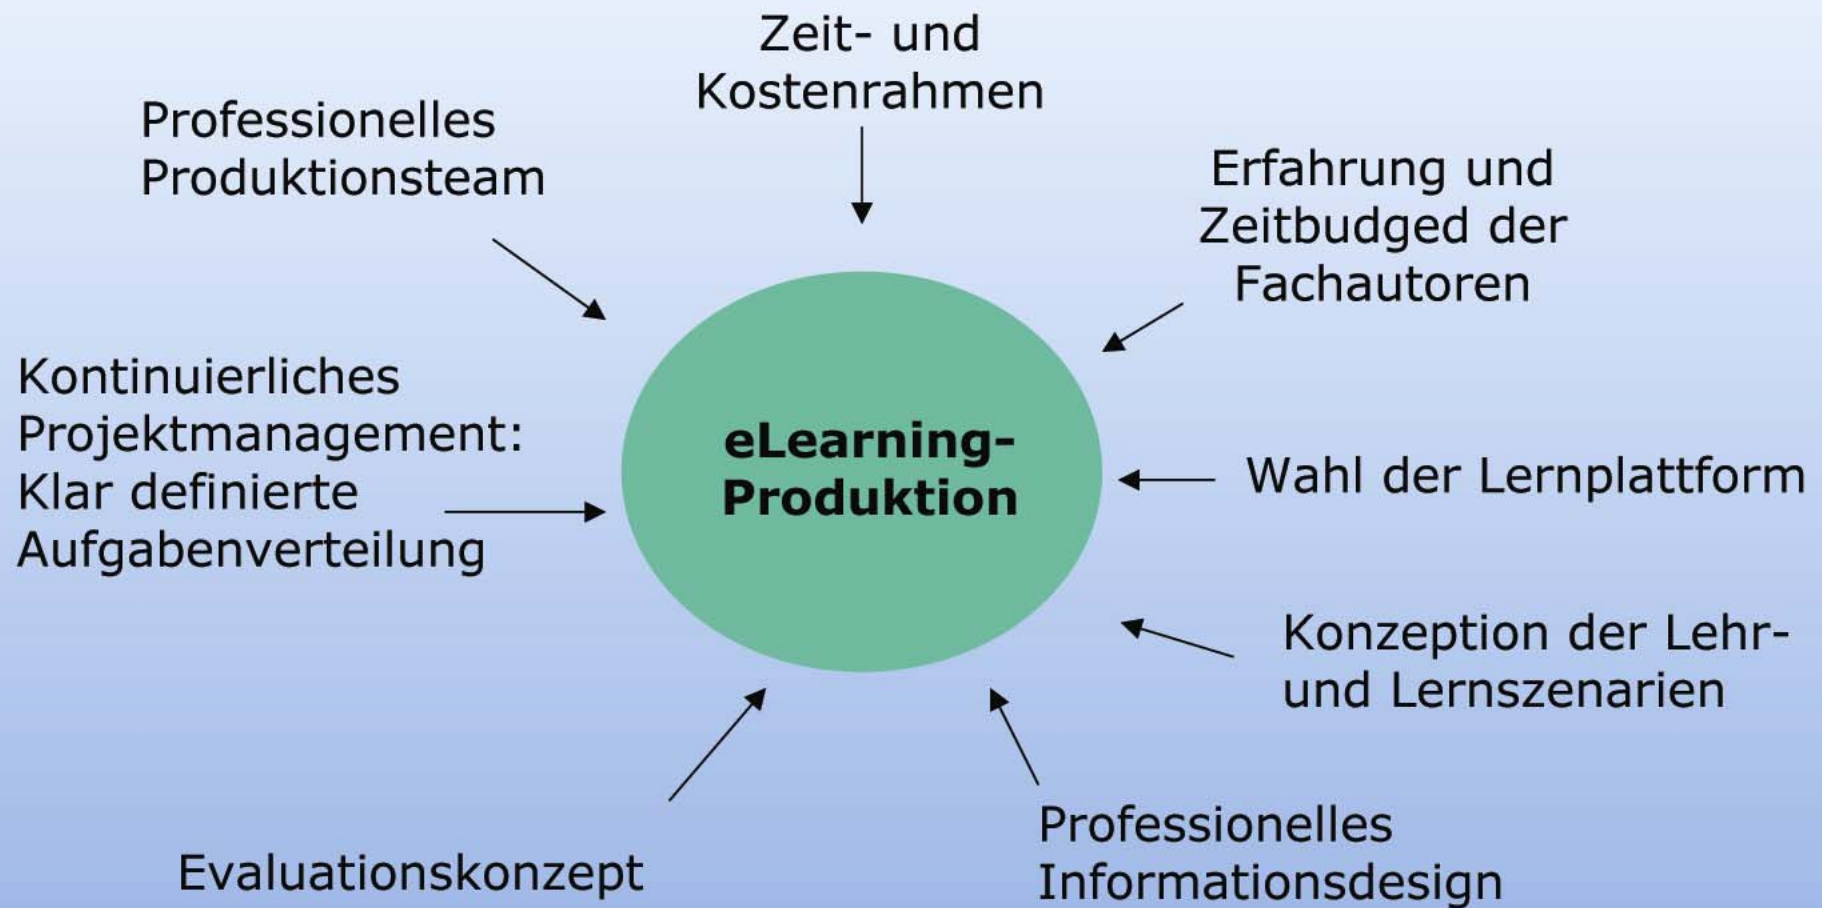 Zeit- und
Kostenrahmen
Professionelles
Produktionsteam
Erfahrung und
Zeitbudged der
Fachautoren
Kontinuierliches
Projektmanagement:
Klar definierte
Aufgabenverteilung
eLearning-
Produktion
Wahl der Lernplattform
Konzeption der Lehr-
und Lernszenarien
Evaluationskonzept
Professionelles
Informationsdesign